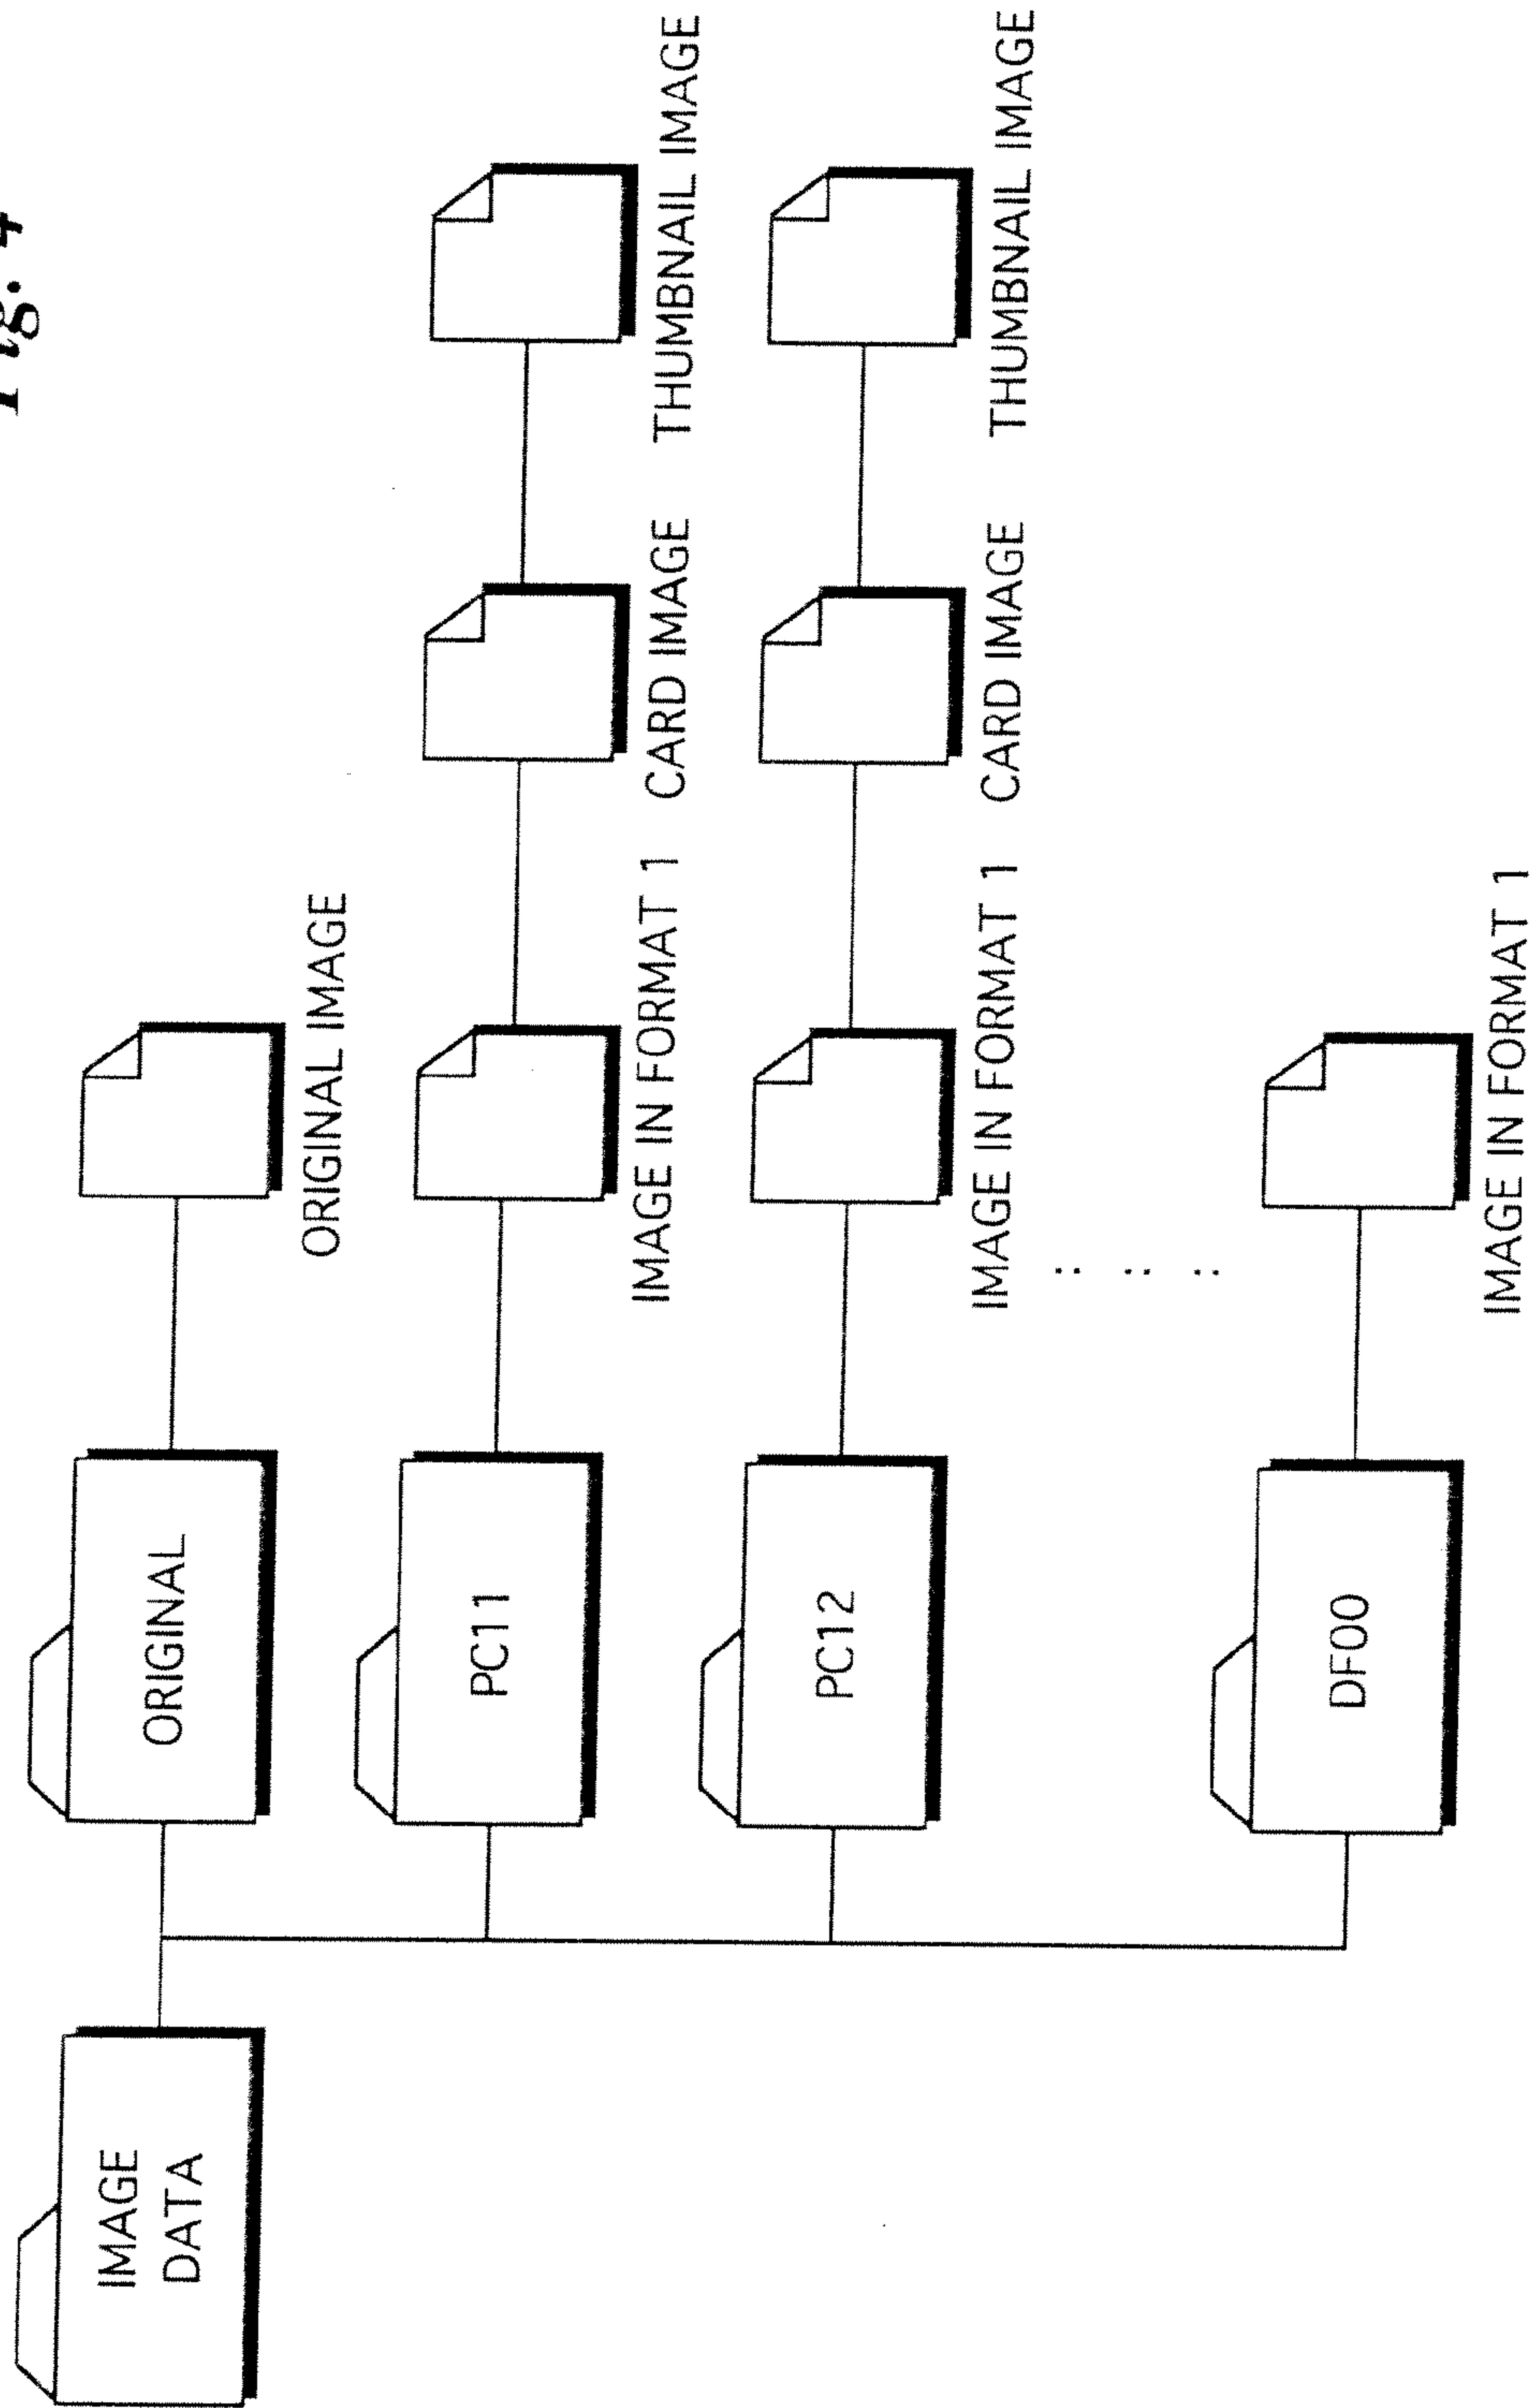 Fig. 4
IMAGE
DATA
ORIGINAL
ORIGINAL IMAGE
PC11
IMAGE IN FORMAT 1
CARD IMAGE
THUMBNAIL IMAGE
PC12
IMAGE IN FORMAT 1
CARD IMAGE
THUMBNAIL IMAGE
DF00
IMAGE IN FORMAT 1